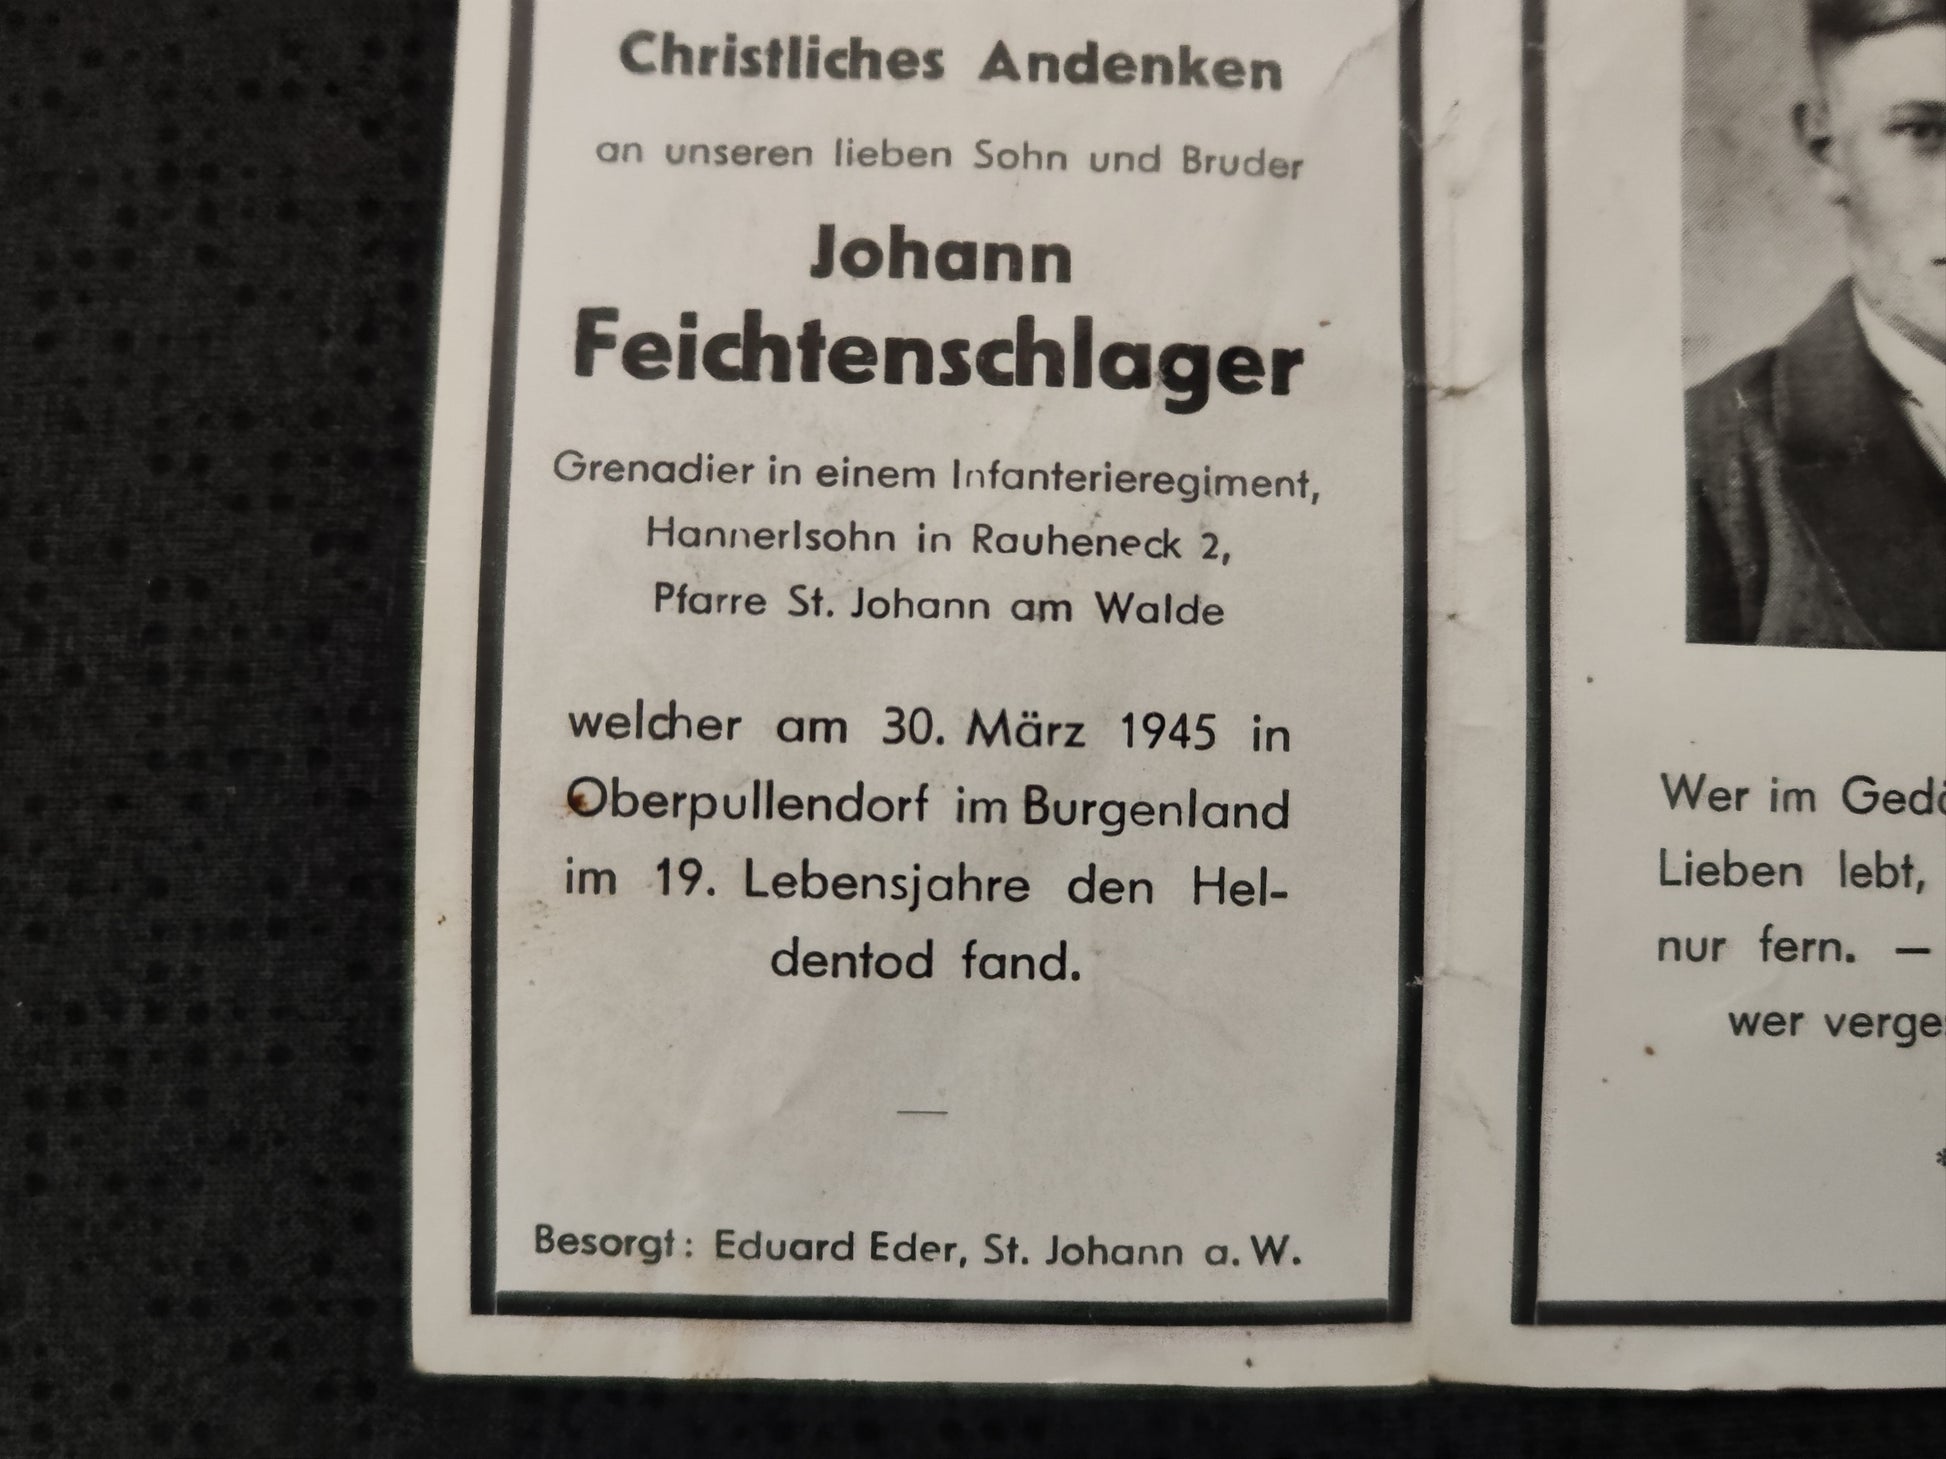 Christliches Andenken
an unseren lieben Sohn und Bruder
Johann
Feichtenschlager
Grenadier in einem Infanterieregiment,
Hannerlsohn in Rauheneck 2,
Pfarre St. Johann am Walde
welcher am 30. März 1945 in
Oberpullendorf im Burgenland
im 19. Lebensjahre den Hel-
dentod fand.
—
Besorgt: Eduard Eder, St. Johann a. W.
Wer im
Lieben lebt,
nur fern. —
wer